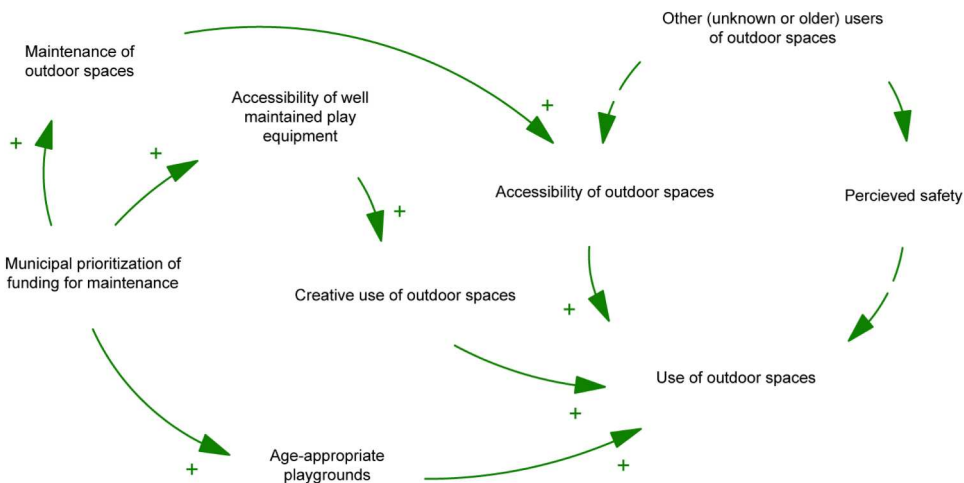 Other (unknown or older) users
of outdoor spaces
Maintenance of
outdoor spaces
Accessibility of well
maintained play
equipment
+
+
+
Accessibility of outdoor spaces
Percieved safety
+
Municipal prioritization of
funding for maintenance
Creative use of outdoor spaces
+
Use of outdoor spaces
+
Age-appropriate
playgrounds
+
+